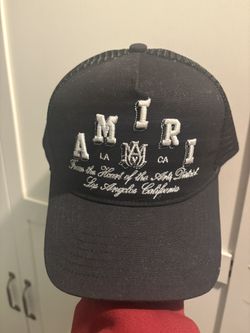 AMIRI
LA CA
From the Heart of the Arts District
Los Angeles California